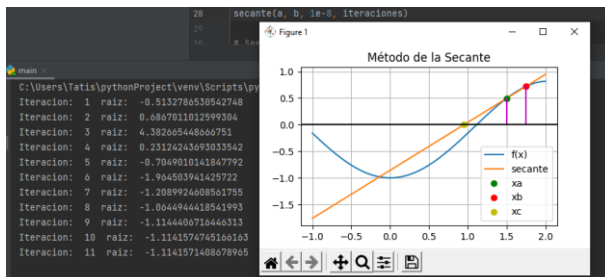 28 secante(a, b, 1e-8, iteraciones)
29
30 # Se
Figure 1
main
C:\Users\Tatis\pythonProject\venv\Scripts\py
Iteracion: 1 raiz: -0.5132786530542748
Iteracion: 2 raiz: 0.6867011012599304
Iteracion: 3 raiz: 4.382665448666751
Iteracion: 4 raiz: 0.23124243693033542
Iteracion: 5 raiz: -0.7049010141847792
Iteracion: 6 raiz: -1.964503941425722
Iteracion: 7 raiz: -1.2089924608561755
Iteracion: 8 raiz: -1.0644944418541993
Iteracion: 9 raiz: -1.1144406716446313
Iteracion: 10 raiz: -1.1141574745166163
Iteracion: 11 raiz: -1.1141571408678965
Método de la Secante
1.0
0.5
0.0
−0.5
−1.0
−1.5
f(x)
secante
xa
xb
xc
−1.0 −0.5 0.0 0.5 1.0 1.5 2.0